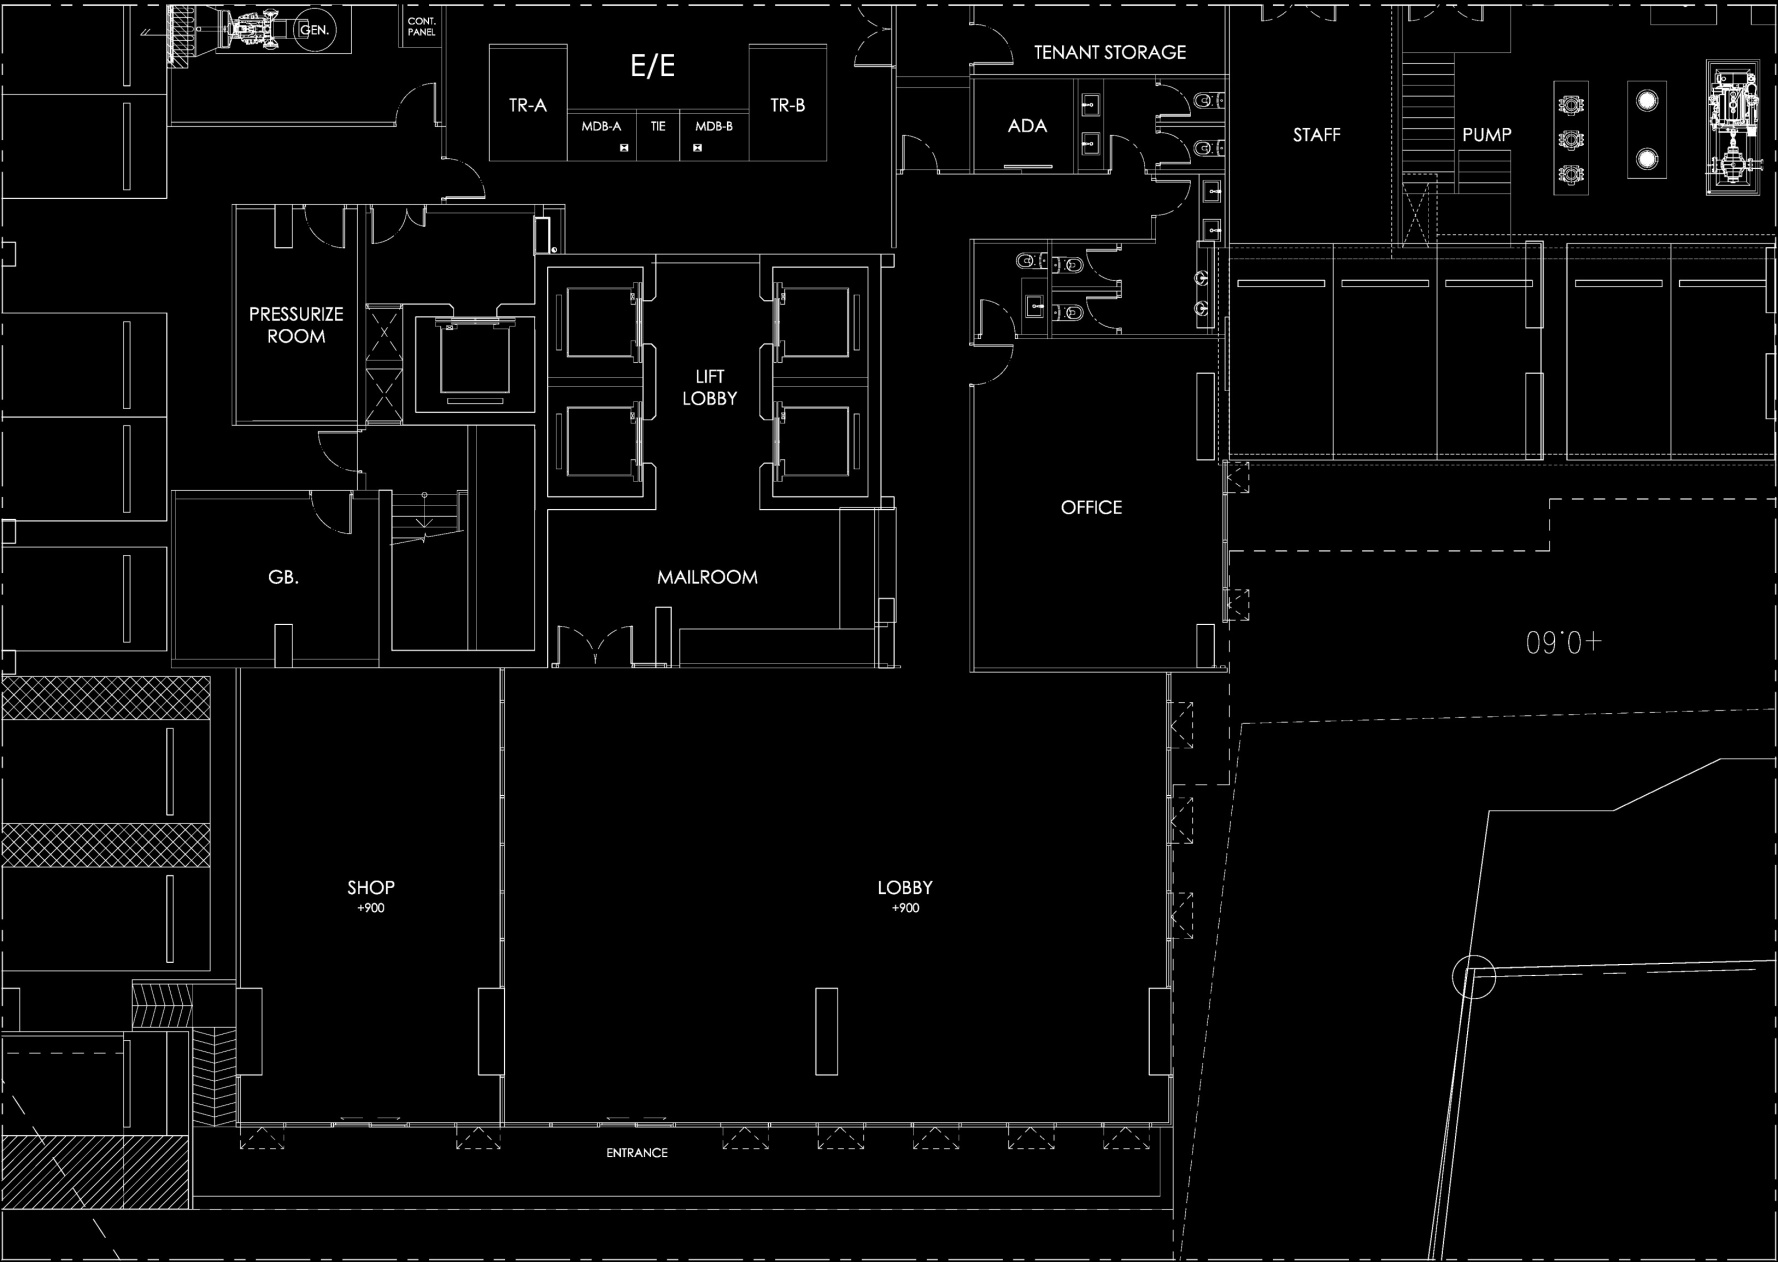 GEN.
CONT.
PANEL
E/E
TENANT STORAGE
TR-A
TR-B
MDB-A
TIE
MDB-B
ADA
STAFF
PUMP
PRESSURIZE
ROOM
LIFT
LOBBY
OFFICE
GB.
MAILROOM
+0.60
SHOP
+900
LOBBY
+900
ENTRANCE